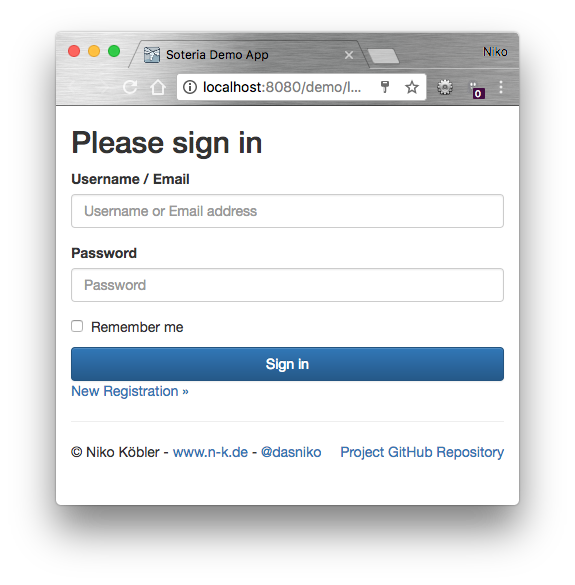 Soteria Demo App
Niko
localhost:8080/demo/l...
0
Please sign in
Username / Email
Username or Email address
Password
Password
Remember me
Sign in
New Registration »
© Niko Köbler - www.n-k.de - @dasniko Project GitHub Repository